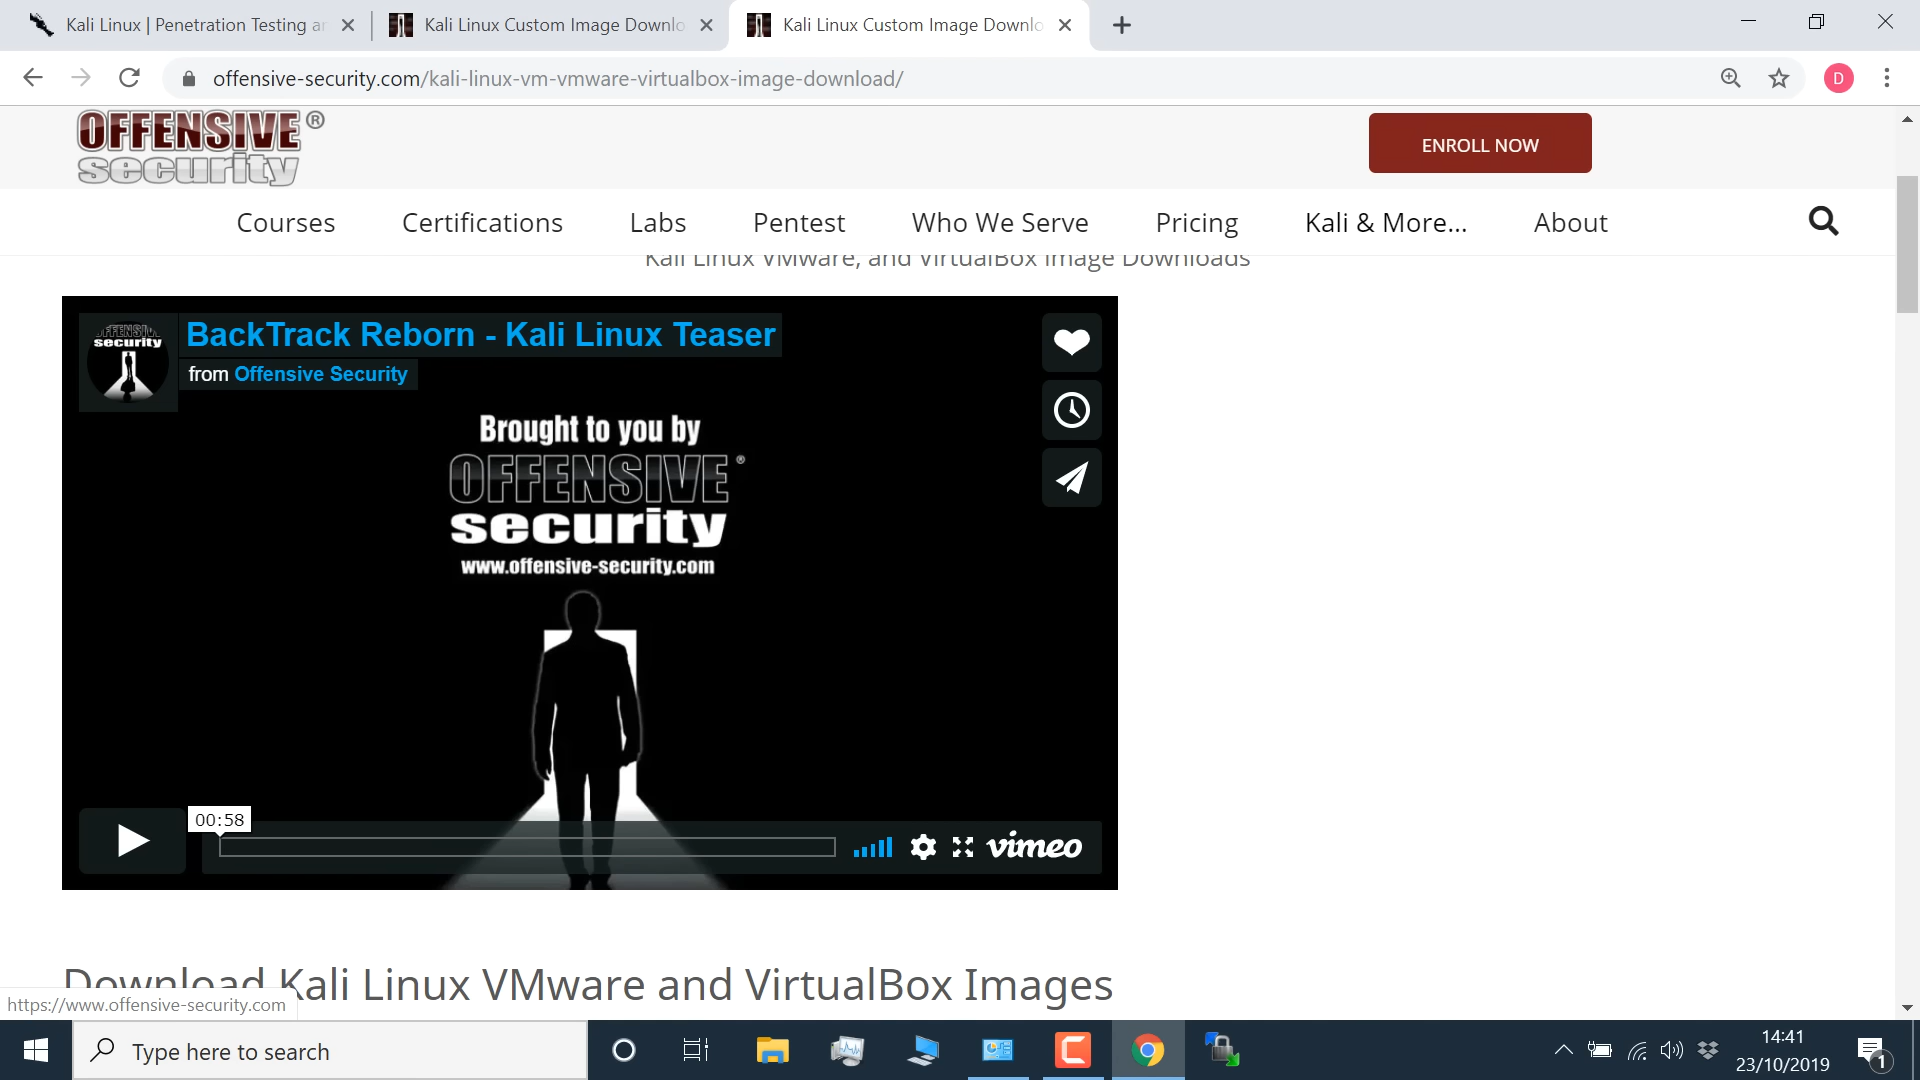 Kali Linux | Penetration Testing ar
Kali Linux Custom Image Downlo
Kali Linux Custom Image Downlo
offensive-security.com/kali-linux-vm-vmware-virtualbox-image-download/
D
OFFENSIVE ®
security
ENROLL NOW
Courses Certifications Labs Pentest Who We Serve Pricing Kali & More... About
Kali Linux VMware, and VirtualBox Image Downloads
OFFENSIVE
security
BackTrack Reborn - Kali Linux Teaser
from Offensive Security
Brought to you by
OFFENSIVE ®
security
www.offensive-security.com
00:58
vimeo
Download Kali Linux VMware and VirtualBox Images
https://www.offensive-security.com
Type here to search
14:41
23/10/2019
1